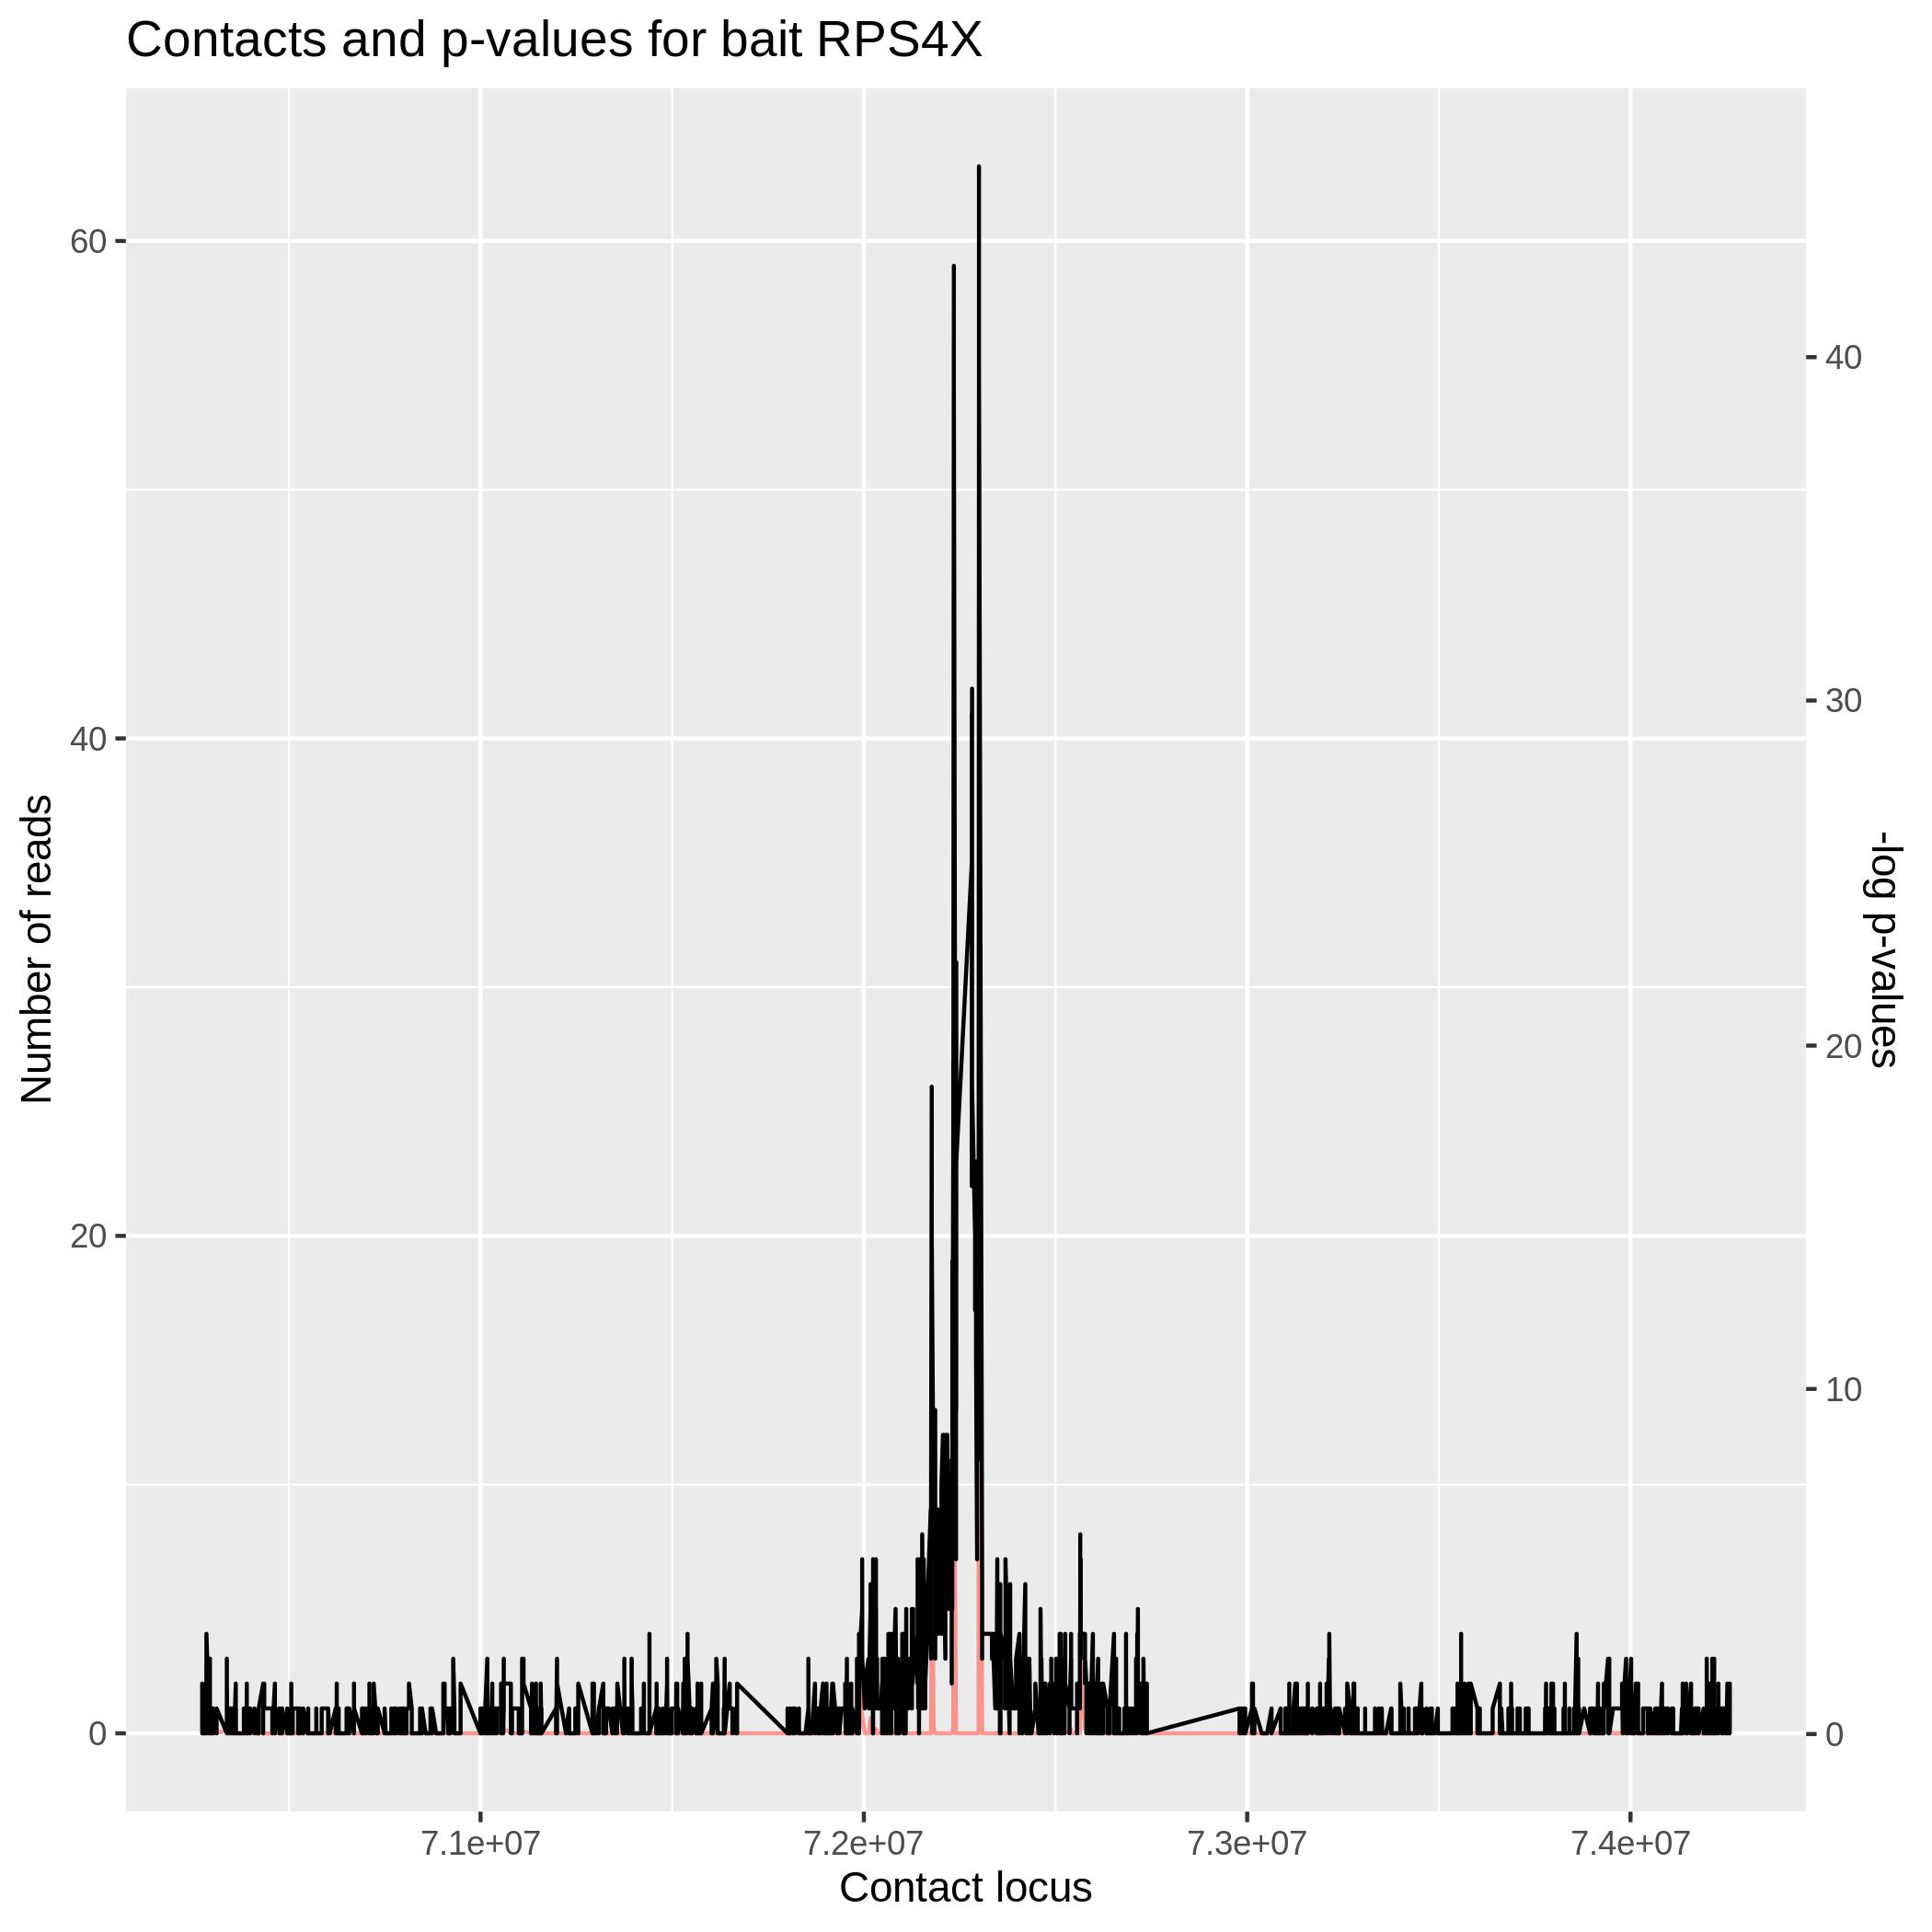 Contacts and p-values for bait RPS4X
60
40
20
0
Number of reads
40
30
20
10
0
-log p-values
7.1e+07
7.2e+07
7.3e+07
7.4e+07
Contact locus